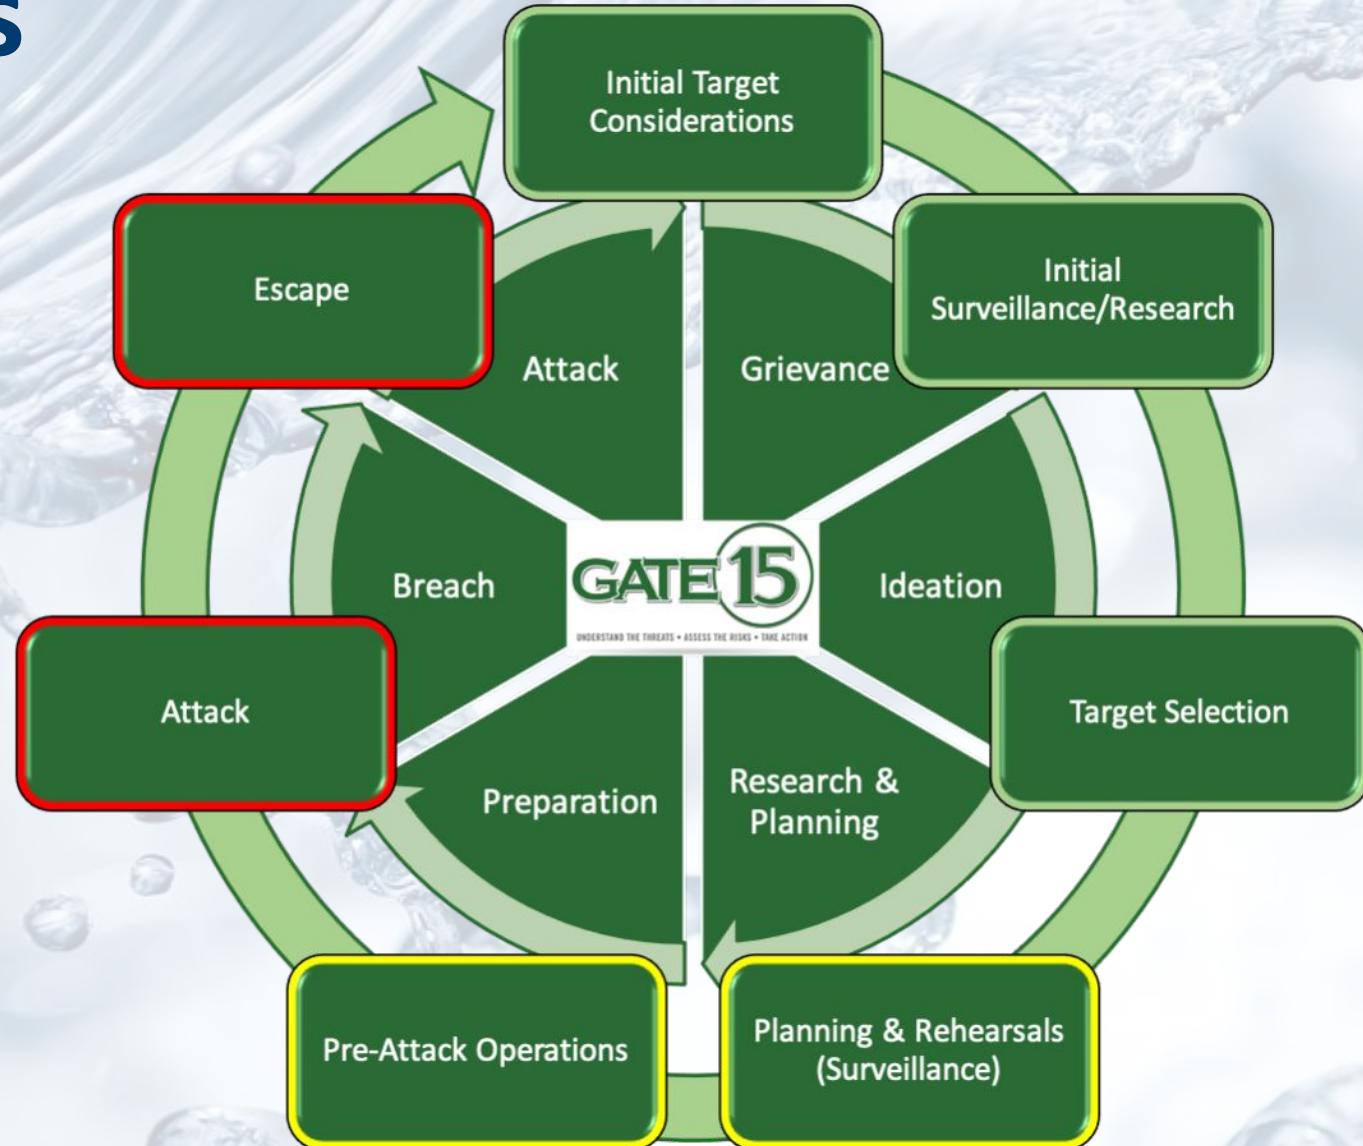 s
Initial Target
Considerations
Initial
Surveillance/Research
Escape
Attack
Grievance
Breach
GATE 15
UNDERSTAND THE THREATS • ASSESS THE RISKS • TAKE ACTION
Ideation
Attack
Target Selection
Preparation
Research &
Planning
Pre-Attack Operations
Planning & Rehearsals
(Surveillance)